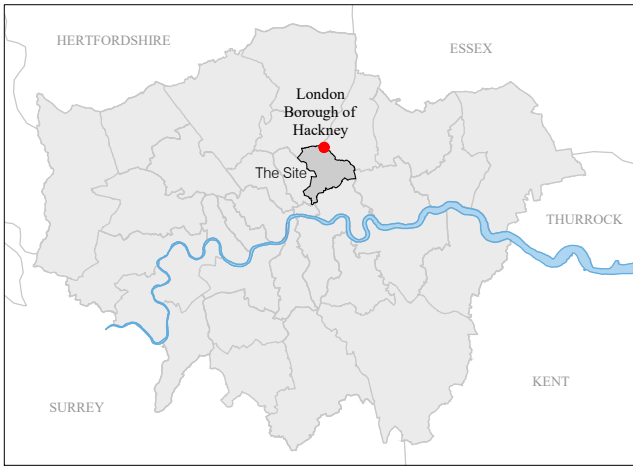 HERTFORDSHIRE
ESSEX
London
Borough of
Hackney
The Site
THURROCK
KENT
SURREY